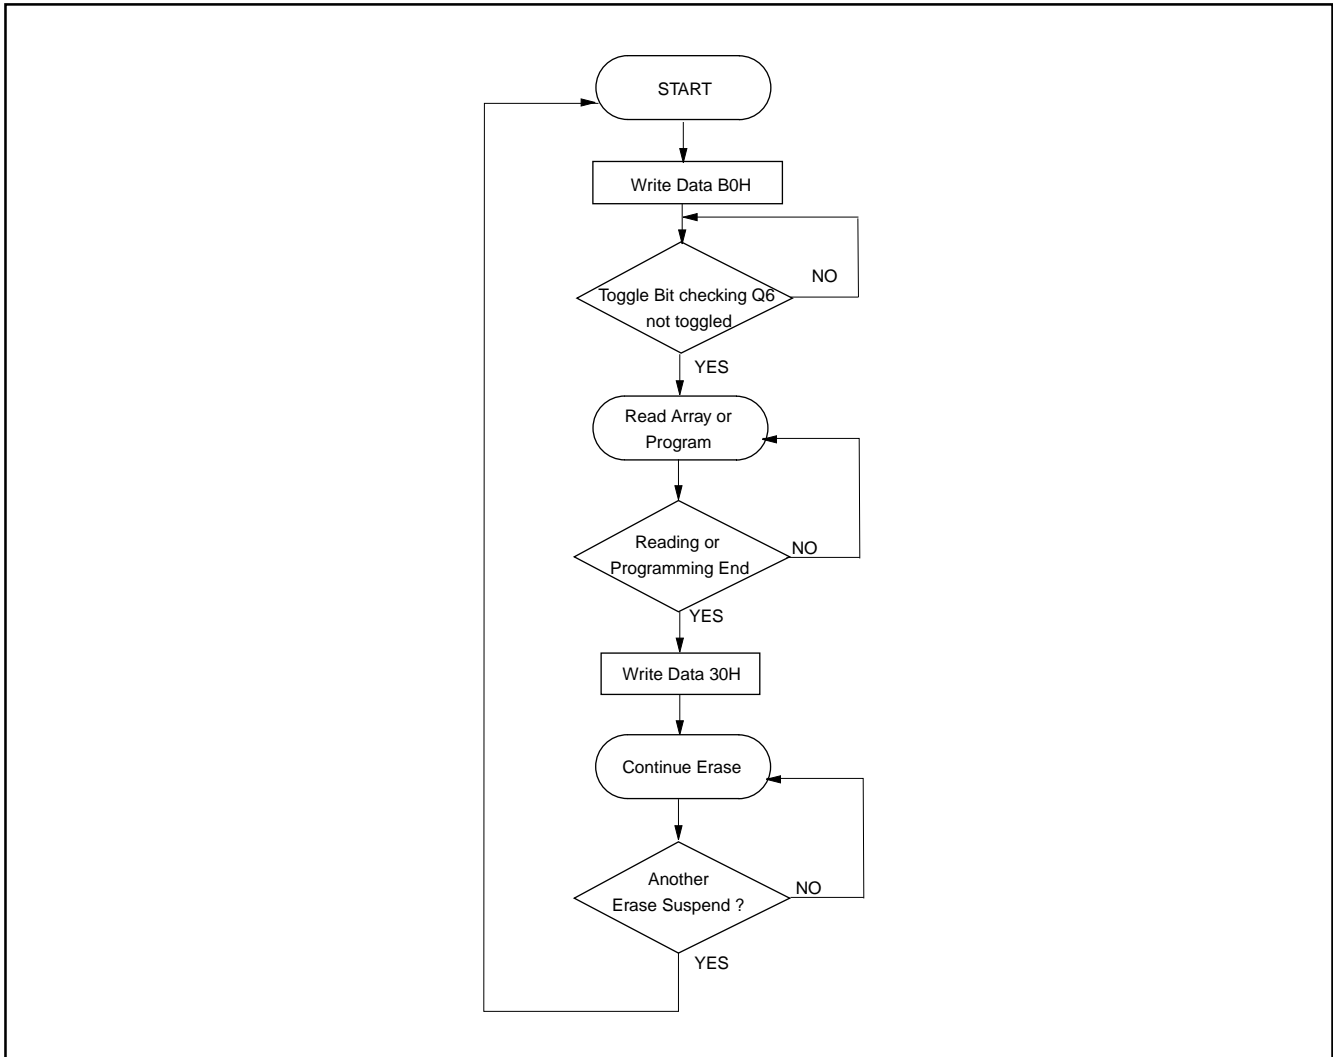 START
Write Data B0H
NO
Toggle Bit checking Q6
not toggled
YES
Read Array or
Program
Reading or
NO
Programming End
YES
Write Data 30H
Continue Erase
Another
NO
Erase Suspend ?
YES